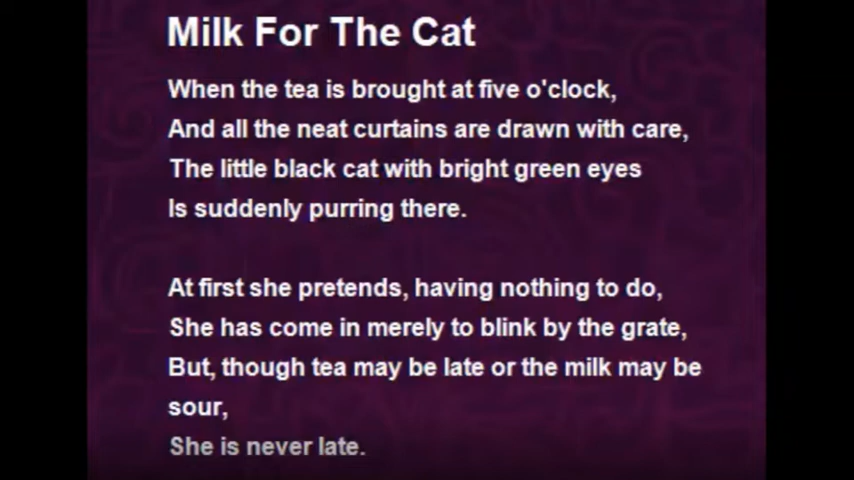 Milk For The Cat
When the tea is brought at five o'clock,
And all the neat curtains are drawn with care,
The little black cat with bright green eyes
Is suddenly purring there.
At first she pretends, having nothing to do,
She has come in merely to blink by the grate,
But, though tea may be late or the milk may be
sour,
She is never late.